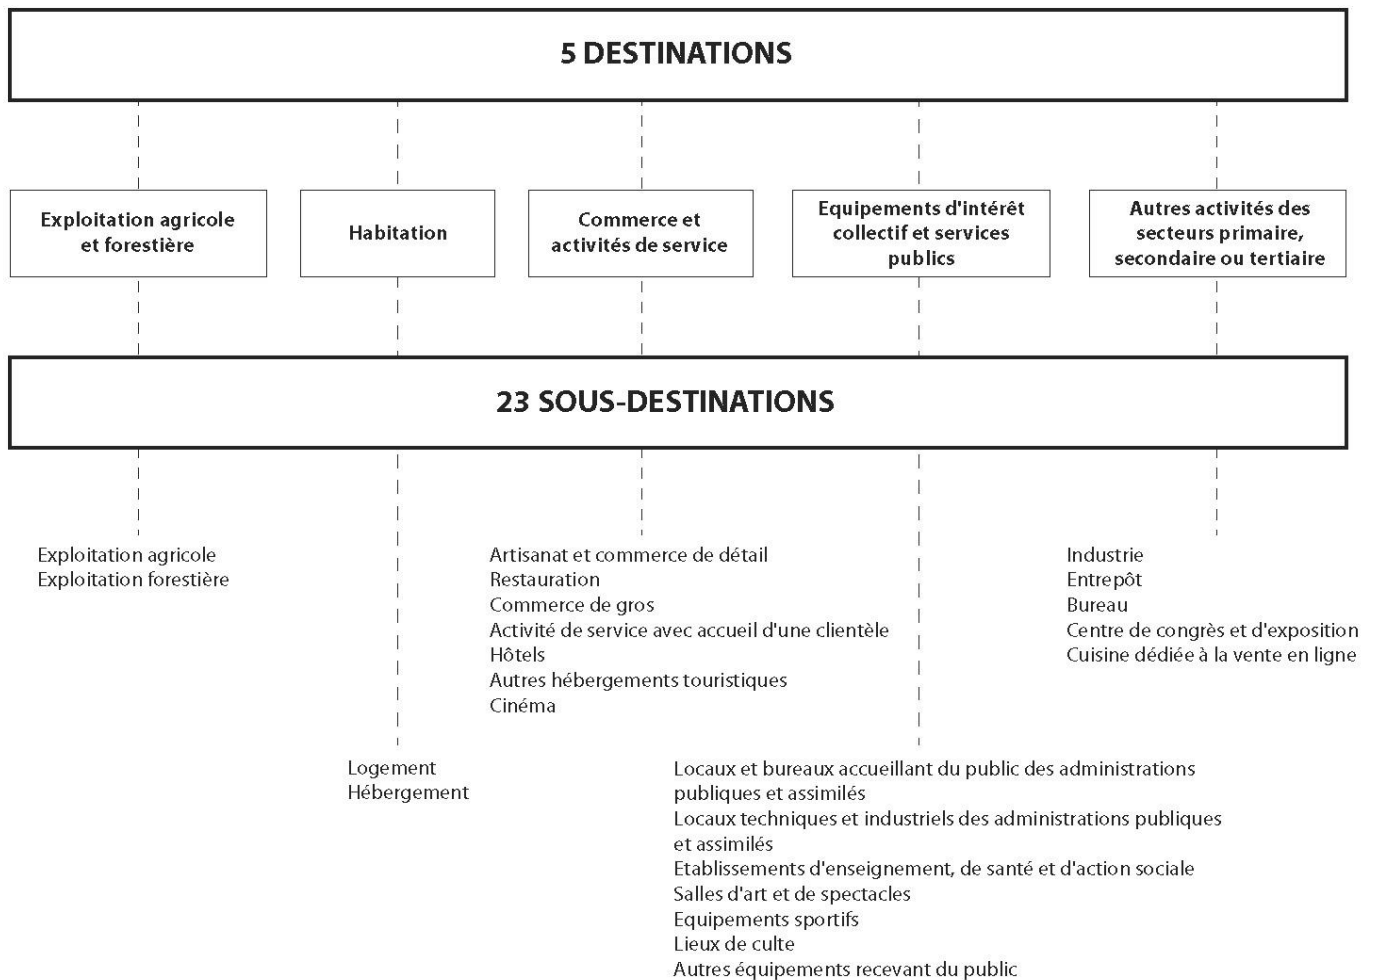 5 DESTINATIONS
Exploitation agricole
et forestière
Habitation
Commerce et
activités de service
Equipements d'intérêt
collectif et services
publics
Autres activités des
secteurs primaire,
secondaire ou tertiaire
23 SOUS-DESTINATIONS
Exploitation agricole
Exploitation forestière
Artisanat et commerce de détail
Restauration
Commerce de gros
Activité de service avec accueil d'une clientèle
Hôtels
Autres hébergements touristiques
Cinéma
Industrie
Entrepôt
Bureau
Centre de congrès et d'exposition
Cuisine dédiée à la vente en ligne
Logement
Hébergement
Locaux et bureaux accueillant du public des administrations
publiques et assimilés
Locaux techniques et industriels des administrations publiques
et assimilés
Etablissements d'enseignement, de santé et d'action sociale
Salles d'art et de spectacles
Equipements sportifs
Lieux de culte
Autres équipements recevant du public